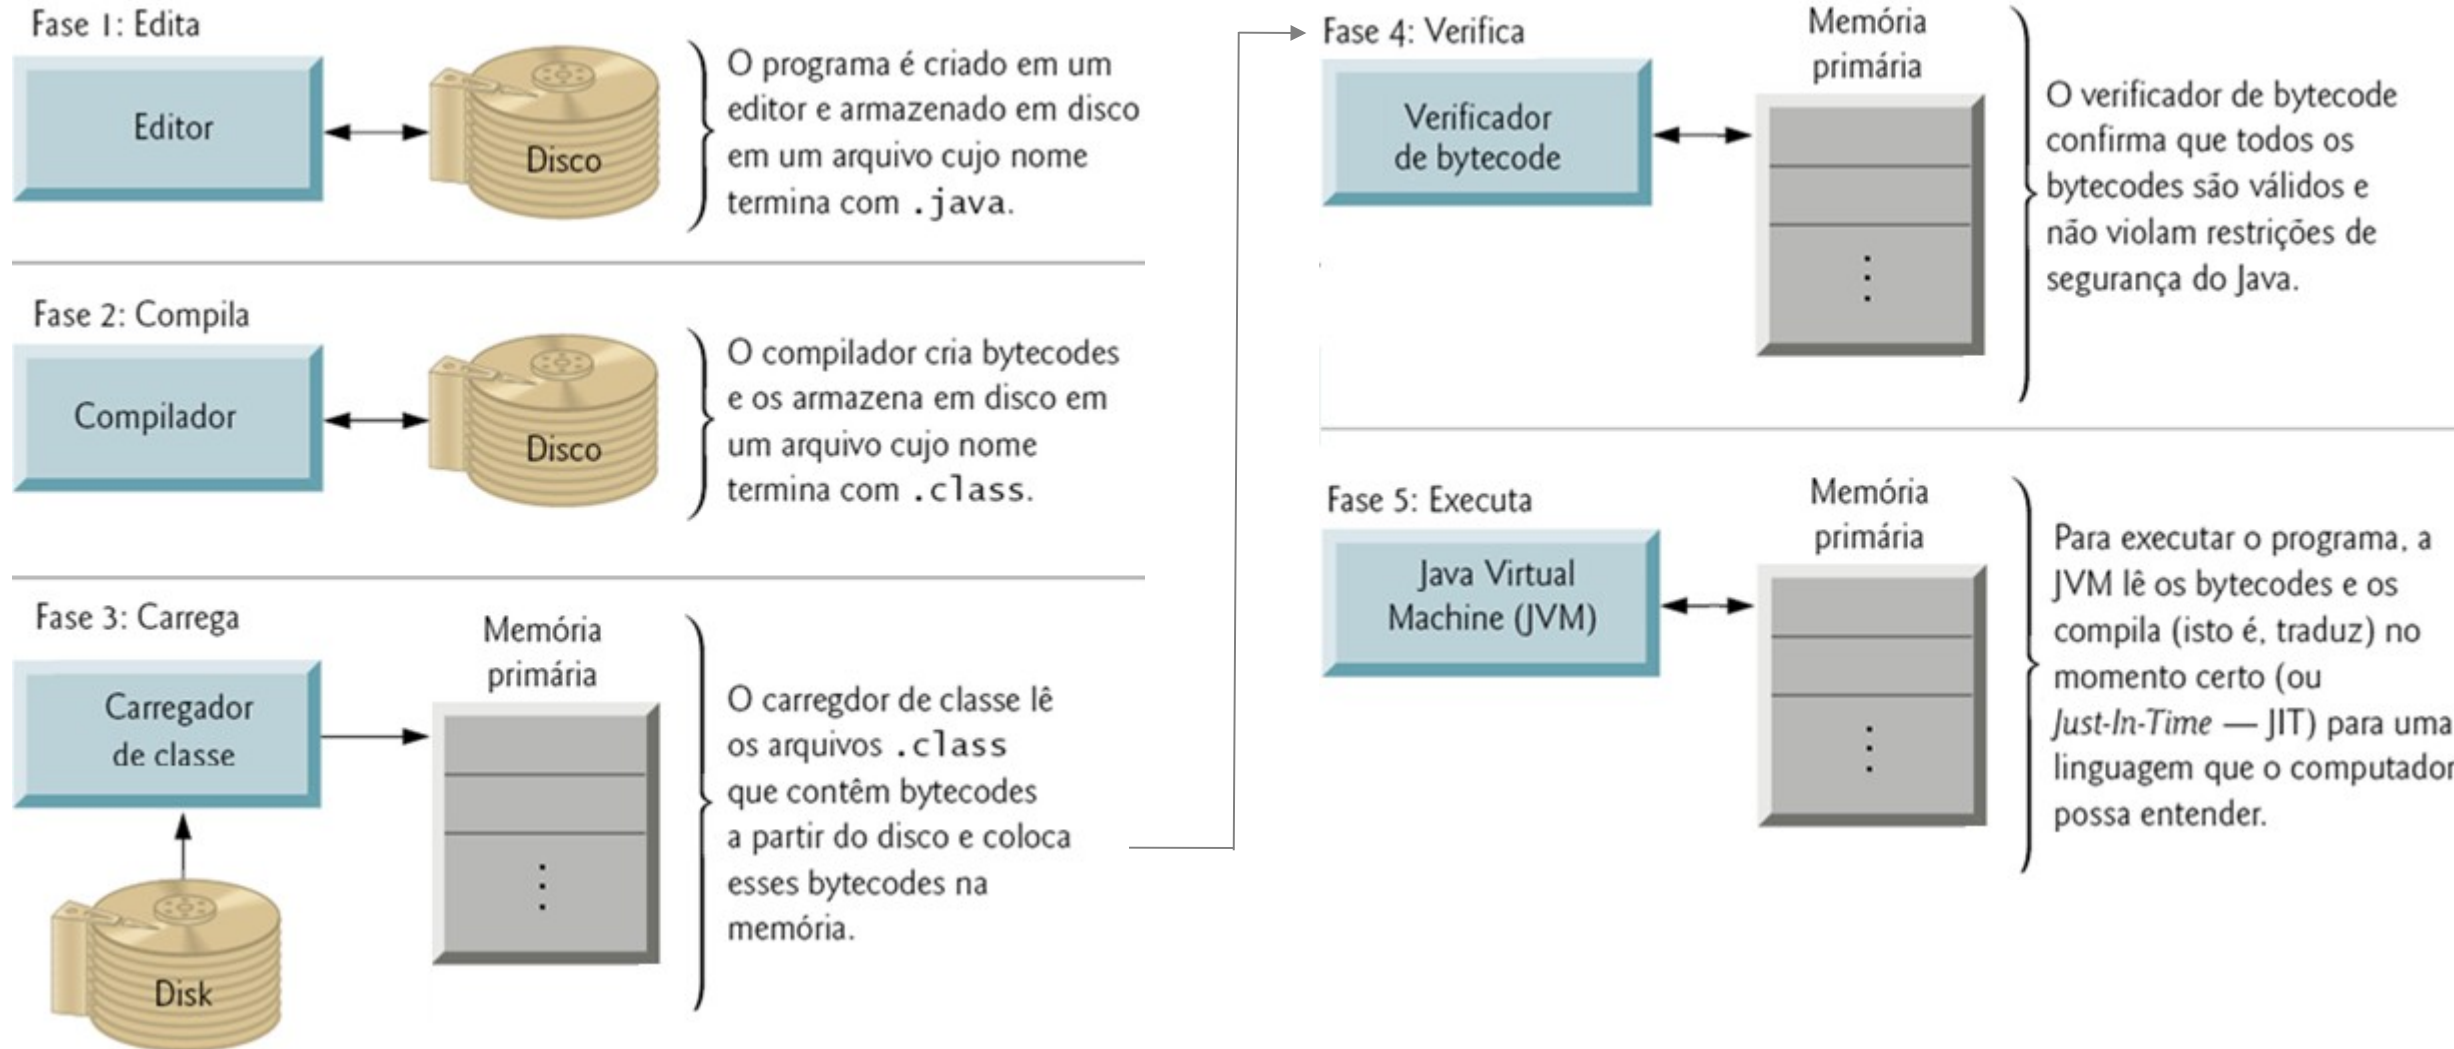 Fase 1: Edita
Editor
Disco
O programa é criado em um
editor e armazenado em disco
em um arquivo cujo nome
termina com .java.
Fase 2: Compila
Compilador
Disco
O compilador cria bytecodes
e os armazena em disco em
um arquivo cujo nome
termina com .class.
Fase 3: Carrega
Carregador
de classe
Disk
Memória
primária
O carregdor de classe lê
os arquivos .class
que contêm bytecodes
a partir do disco e coloca
esses bytecodes na
memória.
Fase 4: Verifica
Verificador
de bytecode
Memória
primária
O verificador de bytecode
confirma que todos os
bytecodes são válidos e
não violam restrições de
segurança do Java.
Fase 5: Executa
Java Virtual
Machine (JVM)
Memória
primária
Para executar o programa, a
JVM lê os bytecodes e os
compila (isto é, traduz) no
momento certo (ou
Just-In-Time — JIT) para uma
linguagem que o computador
possa entender.